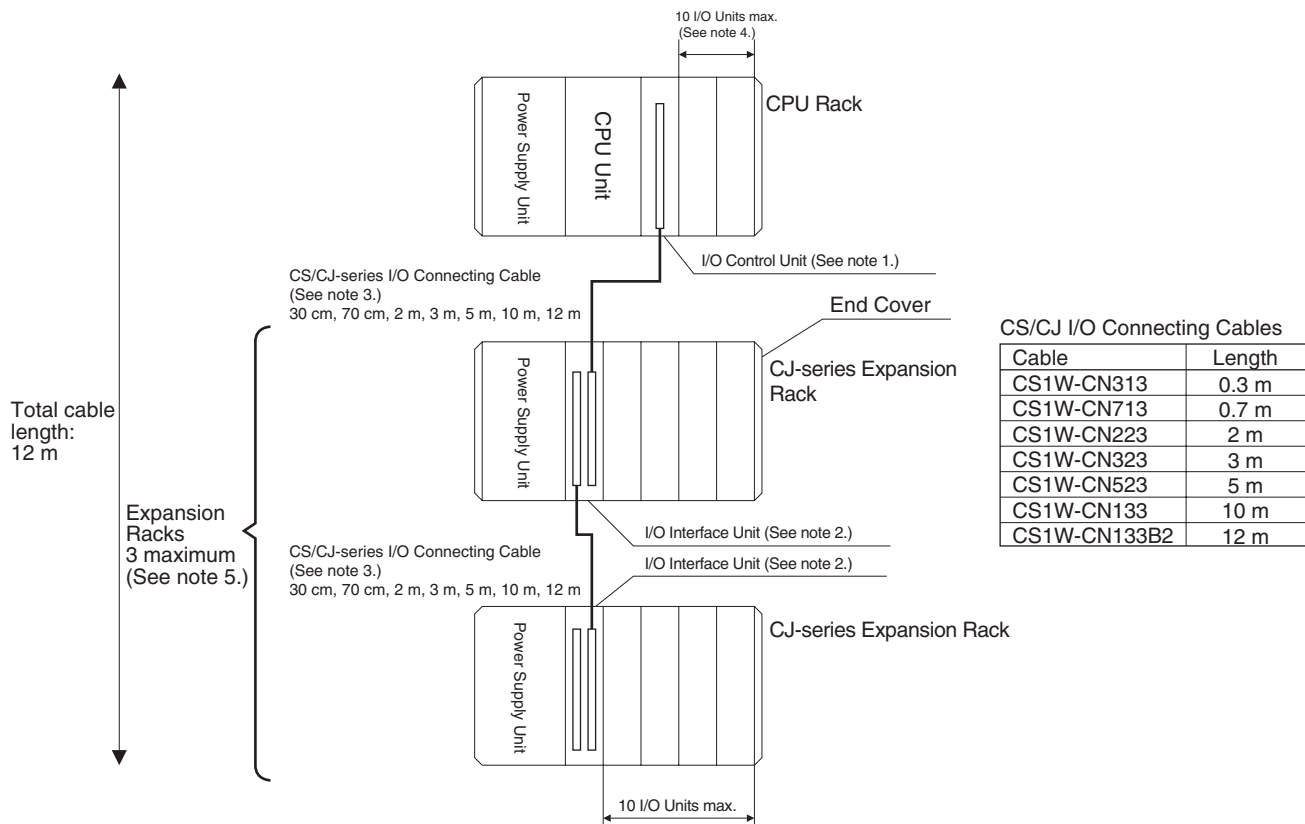 10 I/O Units max.
(See note 4.)
Power Supply Unit
CPU Unit
CPU Rack
I/O Control Unit (See note 1.)
CS/CJ-series I/O Connecting Cable
(See note 3.)
30 cm, 70 cm, 2 m, 3 m, 5 m, 10 m, 12 m
End Cover
Power Supply Unit
CJ-series Expansion
Rack
Total cable
length:
12 m
Expansion
Racks
3 maximum
(See note 5.)
I/O Interface Unit (See note 2.)
CS/CJ-series I/O Connecting Cable
(See note 3.)
30 cm, 70 cm, 2 m, 3 m, 5 m, 10 m, 12 m
I/O Interface Unit (See note 2.)
Power Supply Unit
CJ-series Expansion Rack
10 I/O Units max.
CS/CJ I/O Connecting Cables
Cable Length
CS1W-CN313 0.3 m
CS1W-CN713 0.7 m
CS1W-CN223 2 m
CS1W-CN323 3 m
CS1W-CN523 5 m
CS1W-CN133 10 m
CS1W-CN133B2 12 m